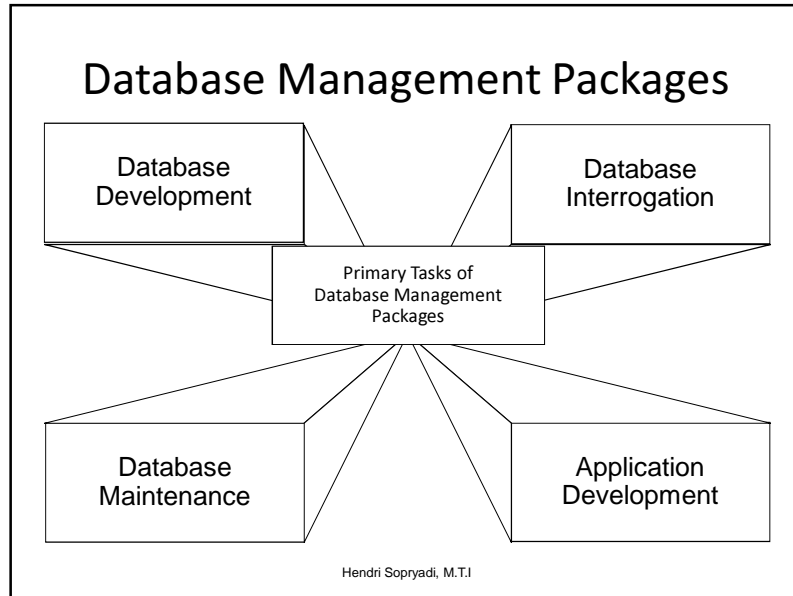 Database Management Packages
Database
Development
Database
Interrogation
Primary Tasks of
Database Management
Packages
Database
Maintenance
Application
Development
Hendri Sopryadi, M.T.I